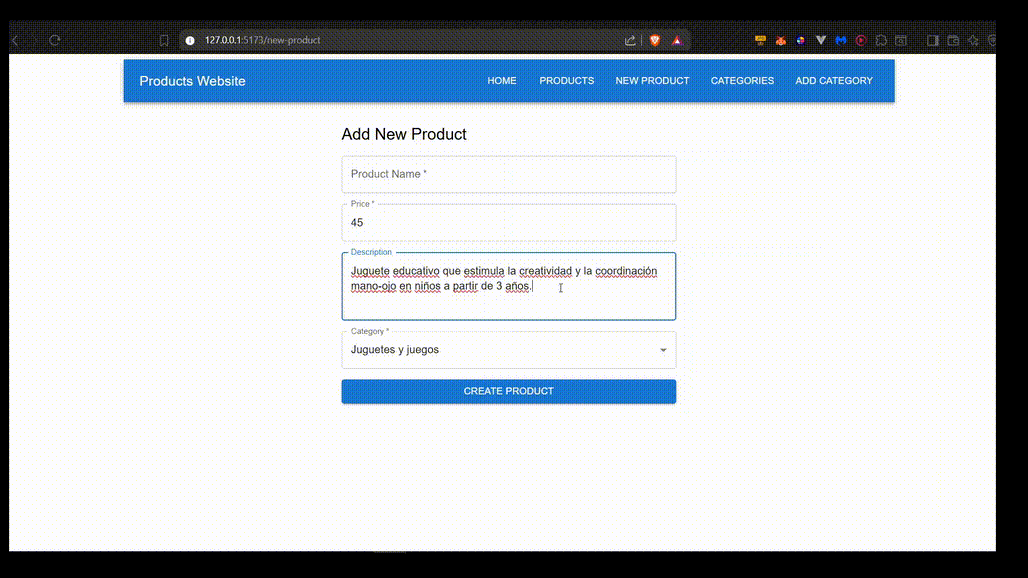 127.0.0.1:5173/new-product
Products Website HOME PRODUCTS NEW PRODUCT CATEGORIES ADD CATEGORY
Add New Product
Product Name *
Price *
45
Description
Juguete educativo que estimula la creatividad y la coordinación
mano-ojo en niños a partir de 3 años.
Category *
Juguetes y juegos
CREATE PRODUCT